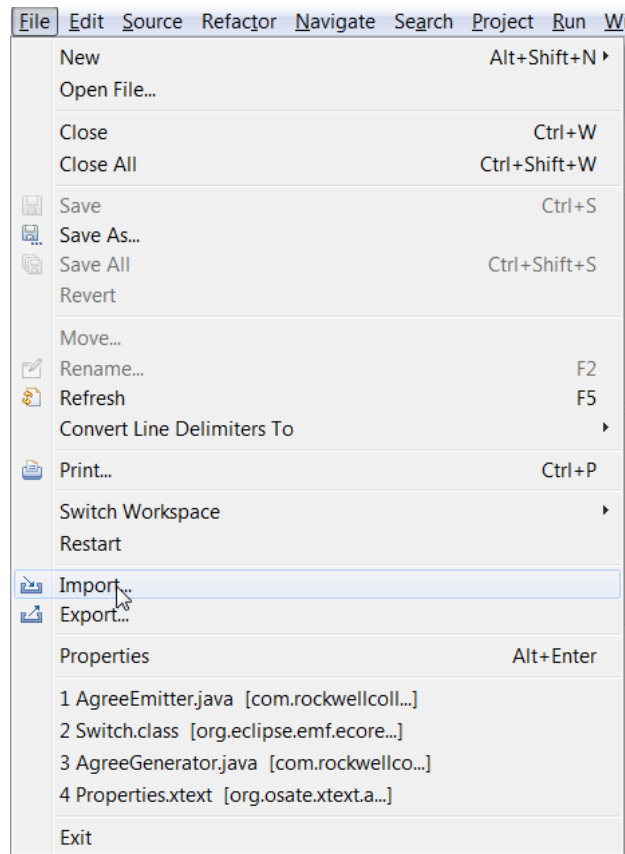 File Edit Source Refactor Navigate Search Project Run
New Alt+Shift+N
Open File...
Close Ctrl+W
Close All Ctrl+Shift+W
Save Ctrl+S
Save As...
Save All Ctrl+Shift+S
Revert
Move...
Rename... F2
Refresh F5
Convert Line Delimiters To
Print... Ctrl+P
Switch Workspace
Restart
Import...
Export...
Properties Alt+Enter
1 AgreeEmitter.java [com.rockwellcoll...]
2 Switch.class [org.eclipse.emf.ecore...]
3 AgreeGenerator.java [com.rockwellco...]
4 Properties.xtext [org.osate.xtext.a...]
Exit